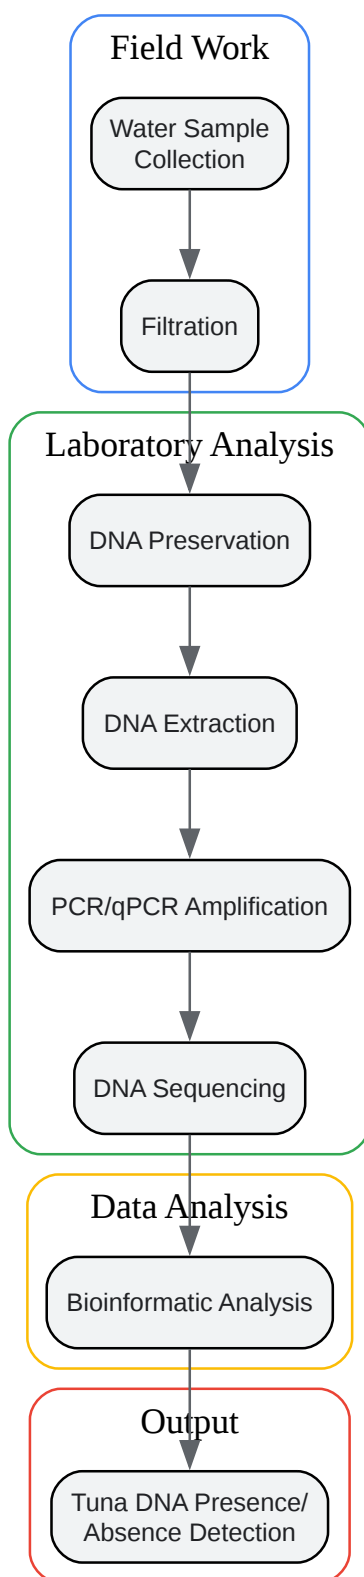 Field Work
Water Sample
Collection
Filtration
Laboratory Analysis
DNA Preservation
DNA Extraction
PCR/qPCR Amplification
DNA Sequencing
Data Analysis
Bioinformatic Analysis
Output
Tuna DNA Presence/
Absence Detection